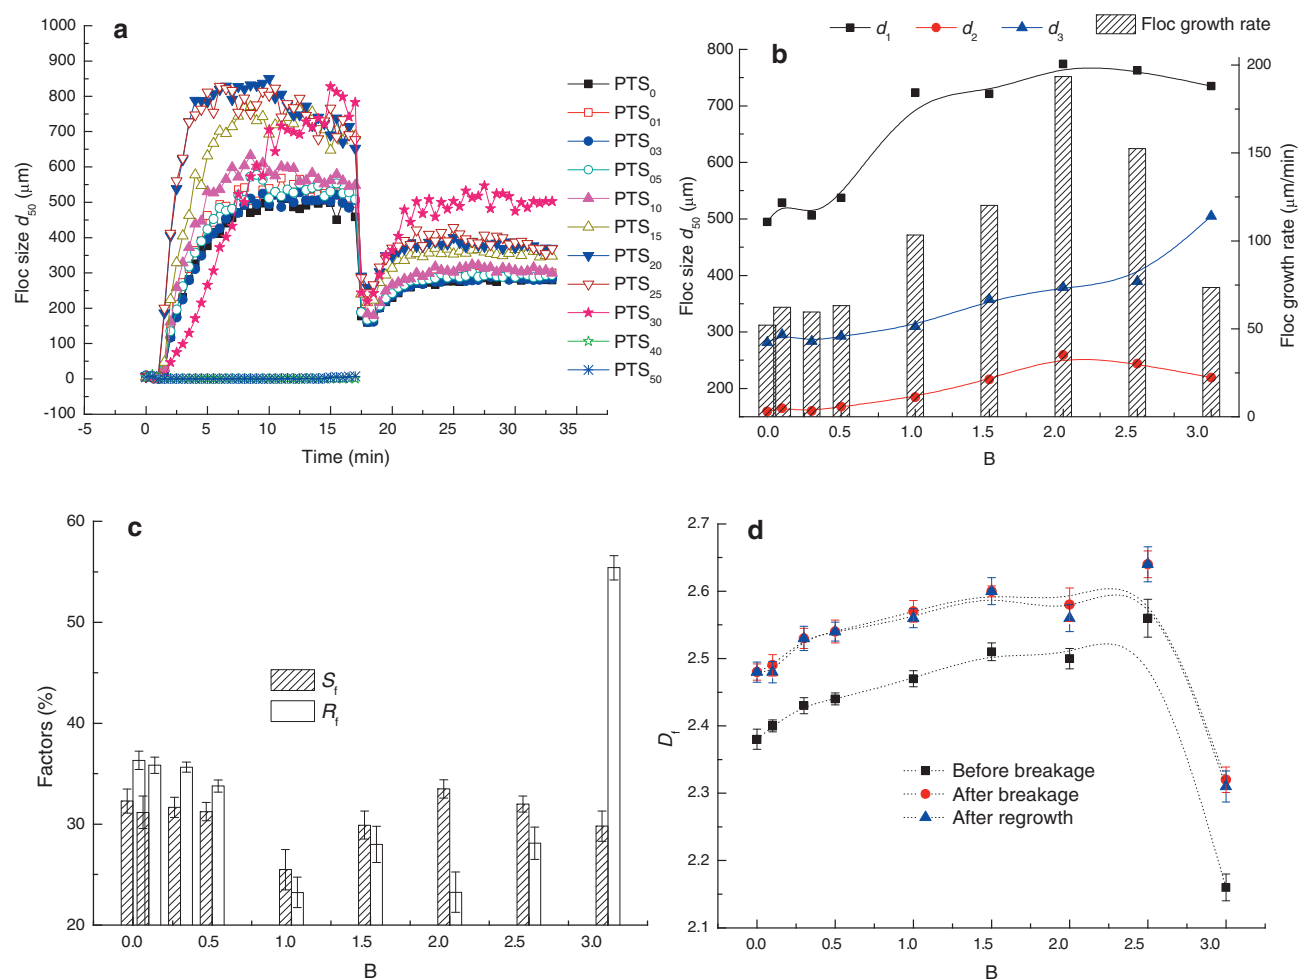 a
1000
900
800
700
600
500
400
300
200
100
0
-100
Floc size d50 (μm)
-5 0 5 10 15 20 25 30 35
Time (min)
PTS0
PTS01
PTS03
PTS05
PTS10
PTS15
PTS20
PTS25
PTS30
PTS40
PTS50
d1 d2 d3 Floc growth rate
b
800
750
700
650
600
550
500
450
400
350
300
250
200
150
Floc size d50 (μm)
200
150
100
50
0
Floc growth rate (μm/min)
0.0 0.5 1.0 1.5 2.0 2.5 3.0
B
c
60
50
40
30
20
Factors (%)
Sf
Rf
0.0 0.5 1.0 1.5 2.0 2.5 3.0
B
d
2.7
2.6
2.5
2.4
2.3
2.2
2.1
Df
Before breakage
After breakage
After regrowth
0.0 0.5 1.0 1.5 2.0 2.5 3.0
B